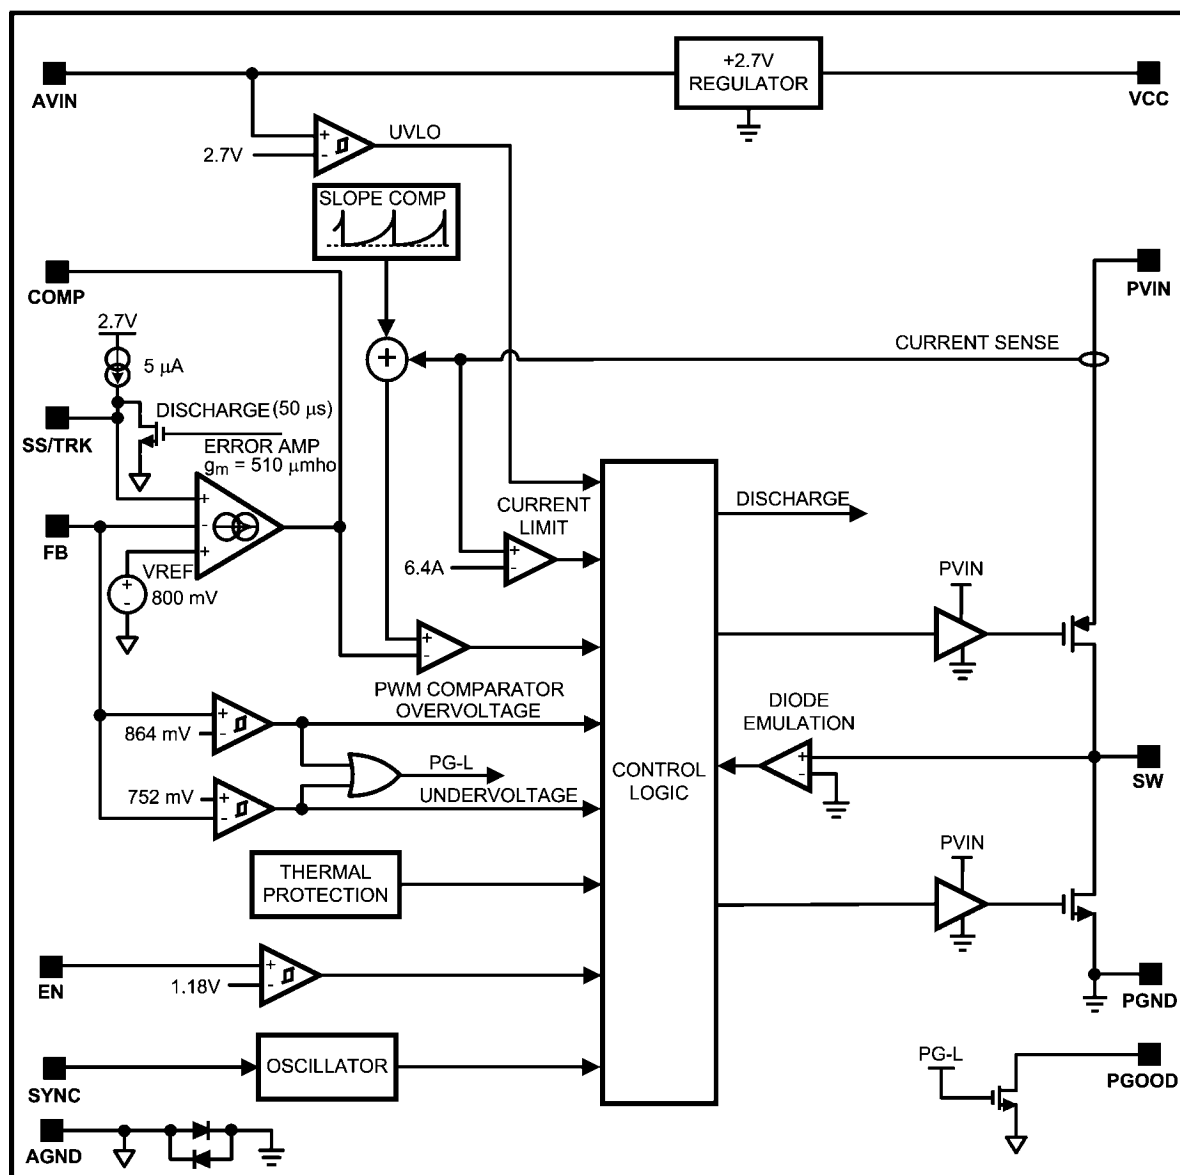 +2.7V
REGULATOR
AVIN
VCC
UVLO
+
-
2.7V
SLOPE COMP
COMP
PVIN
2.7V
CURRENT SENSE
+
5 μA
DISCHARGE (50 μs)
SS/TRK
ERROR AMP
gm = 510 μmho
CURRENT
LIMIT
DISCHARGE
+
-
+
FB
+
-
6.4A
VREF
+
-
800 mV
PVIN
+
-
PWM COMPARATOR
OVERVOLTAGE
DIODE
EMULATION
+
-
864 mV
PG-L
CONTROL
LOGIC
+
-
SW
752 mV
+
-
UNDERVOLTAGE
PVIN
THERMAL
PROTECTION
EN
+
-
1.18V
PGND
PG-L
OSCILLATOR
SYNC
PGOOD
AGND